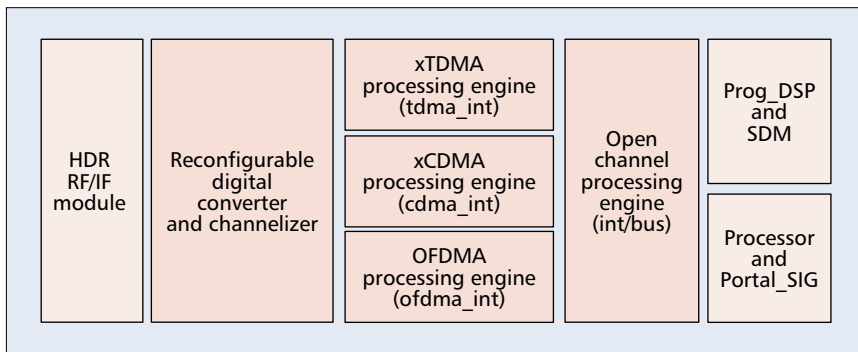 HDR
RF/IF
module
Reconfigurable
digital
converter
and channelizer
xTDMA
processing engine
(tdma_int)
xCDMA
processing engine
(cdma_int)
OFDMA
processing engine
(ofdma_int)
Open
channel
processing
engine
(int/bus)
Prog_DSP
and
SDM
Processor
and
Portal_SIG